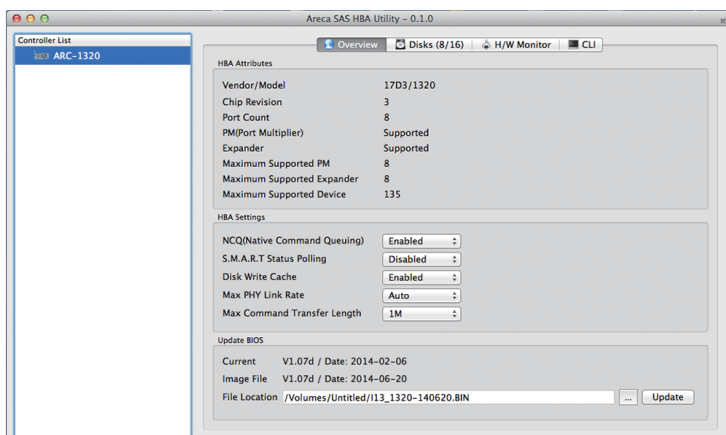 Areca SAS HBA Utility - 0.1.0
Controller List
ARC-1320
Overview Disks (8/16) H/W Monitor CLI
HBA Attributes
Vendor/Model 17D3/1320
Chip Revision 3
Port Count 8
PM(Port Multiplier) Supported
Expander Supported
Maximum Supported PM 8
Maximum Supported Expander 8
Maximum Supported Device 135
HBA Settings
NCQ(Native Command Queuing) Enabled
S.M.A.R.T Status Polling Disabled
Disk Write Cache Enabled
Max PHY Link Rate Auto
Max Command Transfer Length 1M
Update BIOS
Current V1.07d / Date: 2014-02-06
Image File V1.07d / Date: 2014-06-20
File Location /Volumes/Untitled/I13_1320-140620.BIN ... Update